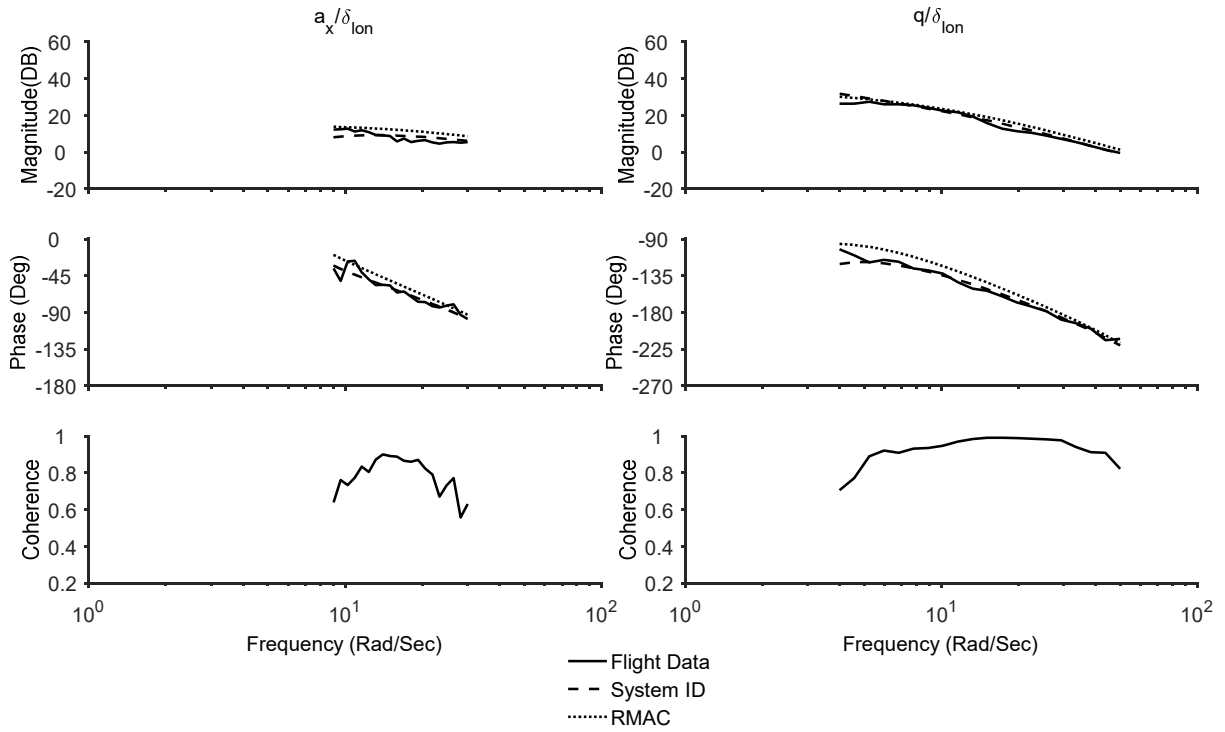 a_x/δ_lon
q/δ_lon
Magnitude(DB)
60
40
20
0
-20
Magnitude(DB)
60
40
20
0
-20
Phase (Deg)
0
-45
-90
-135
-180
Phase (Deg)
-90
-135
-180
-225
-270
Coherence
1
0.8
0.6
0.4
0.2
Coherence
1
0.8
0.6
0.4
0.2
10^0 10^1 10^2
10^0 10^1 10^2
Frequency (Rad/Sec)
Frequency (Rad/Sec)
Flight Data
System ID
RMAC